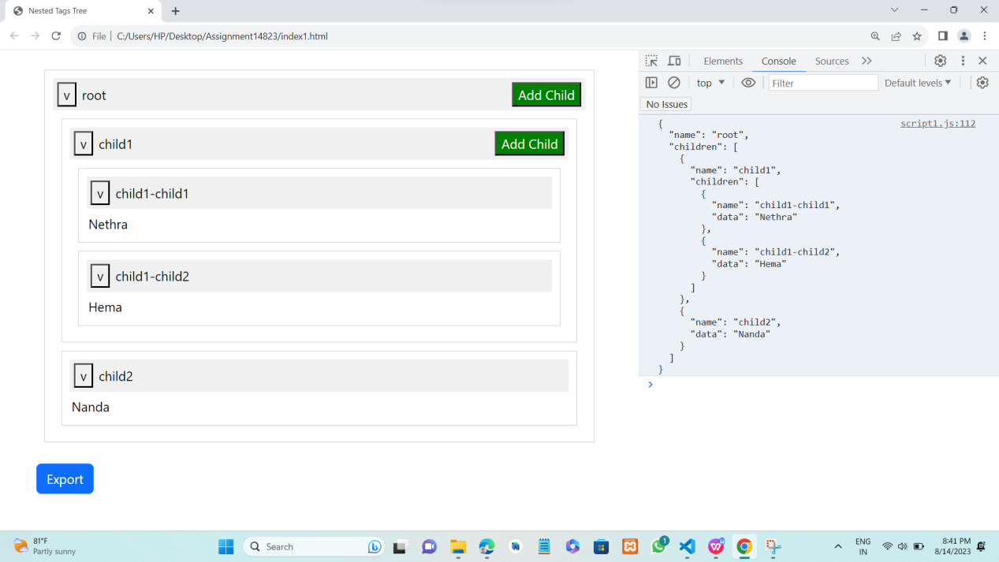 Nested Tags Tree
File | C:/Users/HP/Desktop/Assignment14823/index1.html
v root Add Child
v child1 Add Child
v child1-child1
Nethra
v child1-child2
Hema
v child2
Nanda
Export
Elements Console Sources
top Filter Default levels
No Issues
{ script1.js:112
"name": "root",
"children": [
{
"name": "child1",
"children": [
{
"name": "child1-child1",
"data": "Nethra"
},
{
"name": "child1-child2",
"data": "Hema"
}
]
},
{
"name": "child2",
"data": "Nanda"
}
]
}
81°F
Partly sunny
Search
1
ENG
IN
8:41 PM
8/14/2023